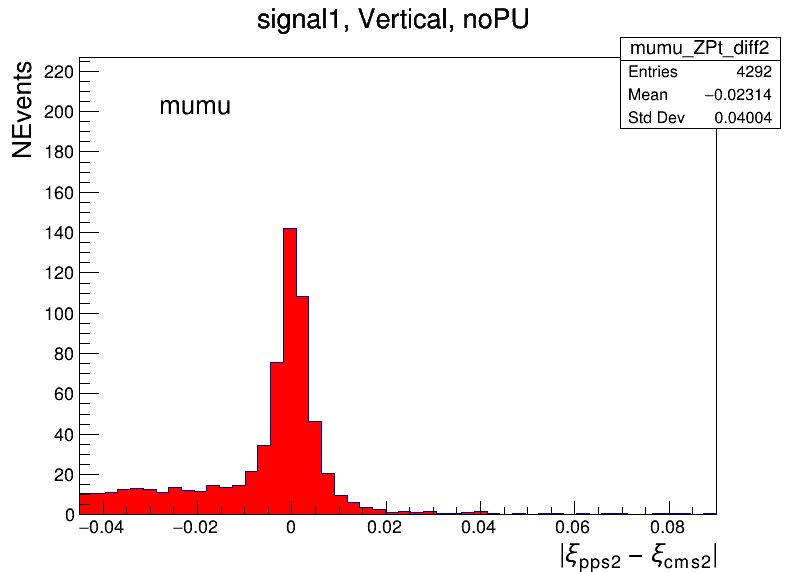 signal1, Vertical, noPU
mumu_ZPt_diff2
Entries 4292
Mean −0.02314
Std Dev 0.04004
NEvents
mumu
220
200
180
160
140
120
100
80
60
40
20
0
−0.04 −0.02 0 0.02 0.04 0.06 0.08
|ξpps2 − ξcms2|